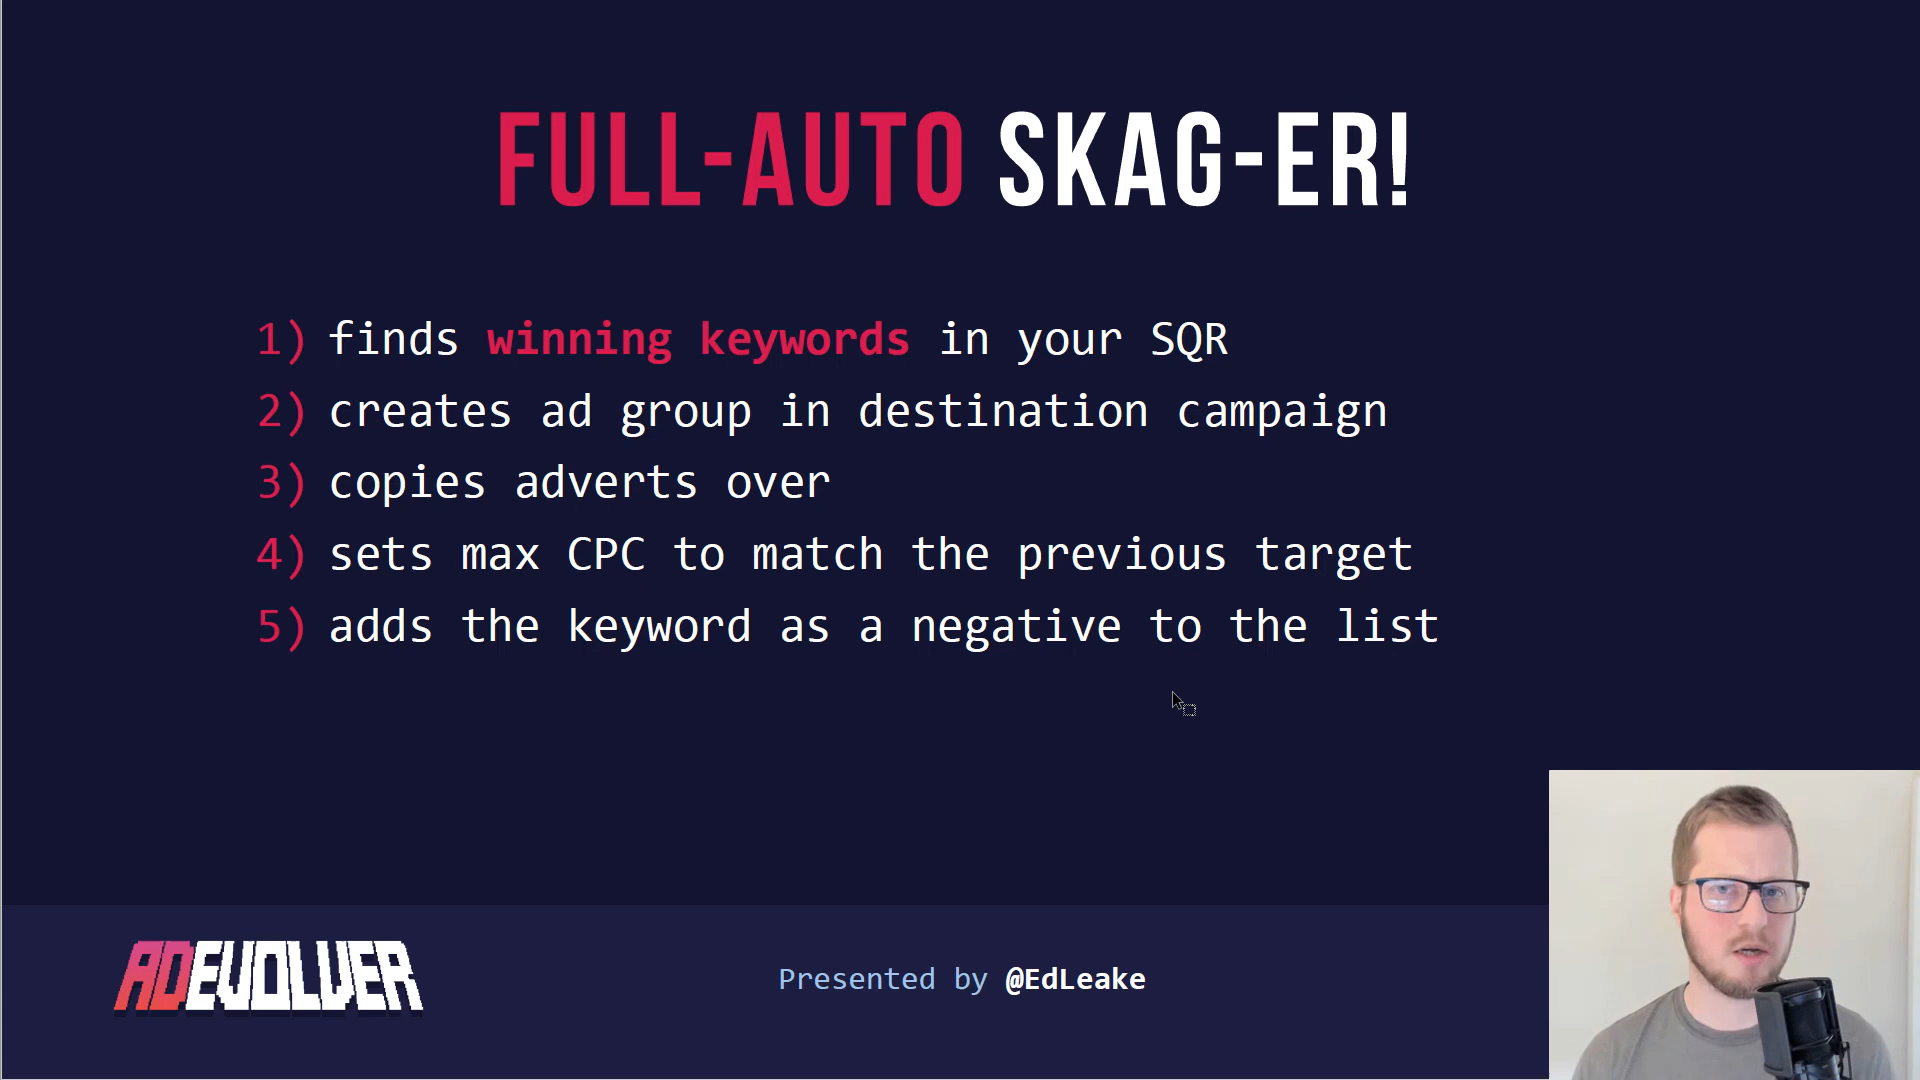 FULL-AUTO SKAG-ER!
1) finds winning keywords in your SQR
2) creates ad group in destination campaign
3) copies adverts over
4) sets max CPC to match the previous target
5) adds the keyword as a negative to the list
ADEVOLVER
Presented by @EdLeake